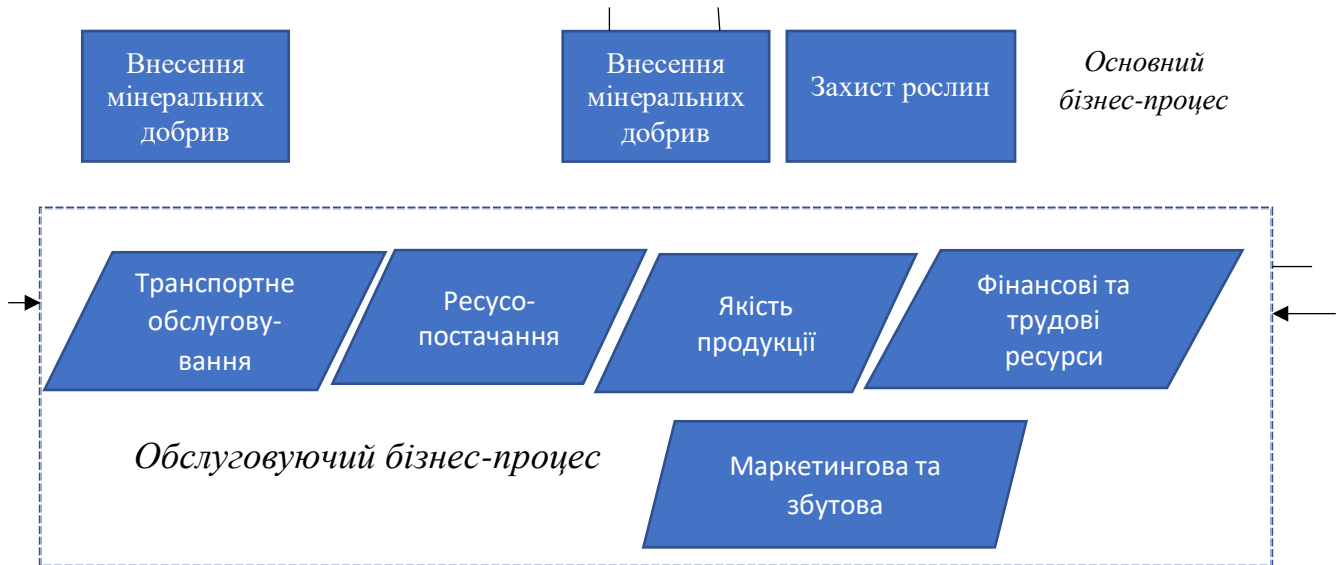 Внесення
мінеральних
добрив
Внесення
мінеральних
добрив
Захист рослин
Основний
бізнес-процес
Транспортне
обслугову-
вання
Ресусо-
постачання
Якість
продукції
Фінансові та
трудові
ресурси
Обслуговуючий бізнес-процес
Маркетингова та
збутова